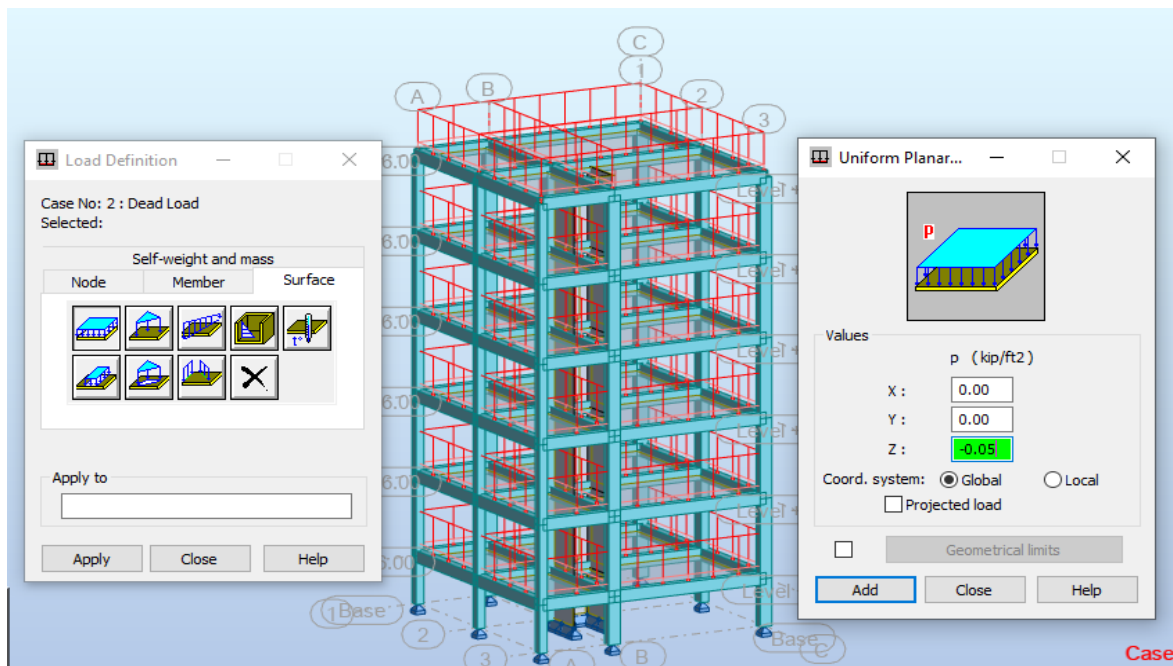 C
1
A
B
2
3
Load Definition
Case No: 2 : Dead Load
Selected:
Self-weight and mass
Node Member Surface
t°
Apply to
Apply Close Help
6.00
6.00
6.00
6.00
6.00
6.00
Level +
Level +
Level +
Level +
Level +
Level
Uniform Planar...
p
Values
p (kip/ft2)
X : 0.00
Y : 0.00
Z : -0.05
Coord. system: Global Local
Projected load
Geometrical limits
Add Close Help
1 Base
2
3
A
B
Base
C
Case